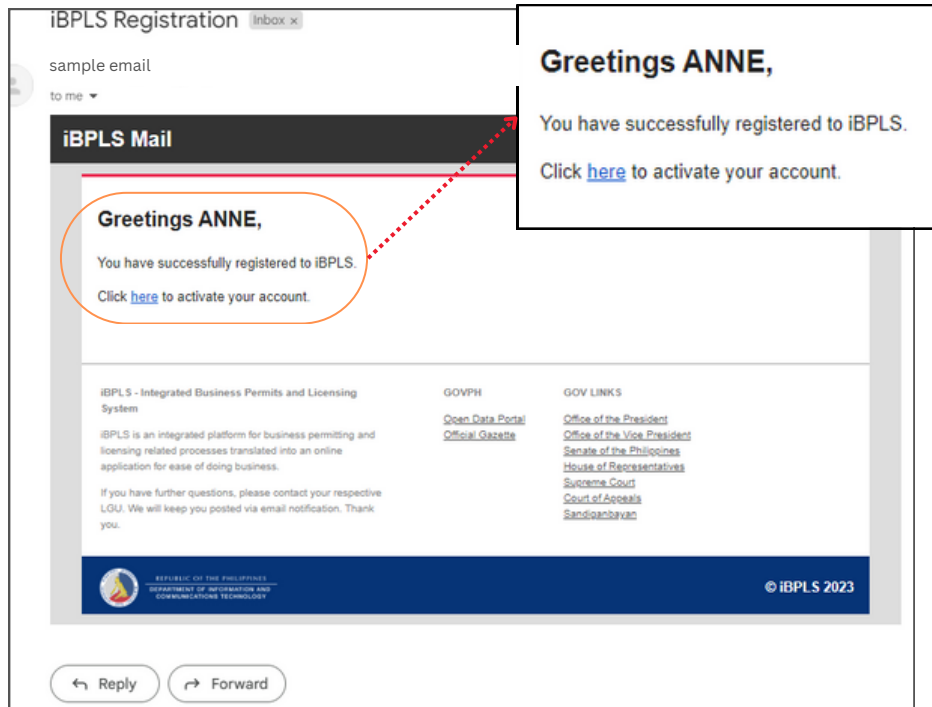 iBPLS Registration Inbox ×
sample email
to me
iBPLS Mail
Greetings ANNE,
You have successfully registered to iBPLS.
Click here to activate your account.
Greetings ANNE,
You have successfully registered to iBPLS.
Click here to activate your account.
iBPLS - Integrated Business Permits and Licensing
System
iBPLS is an integrated platform for business permitting and
licensing related processes translated into an online
application for ease of doing business.
If you have further questions, please contact your respective
LGU. We will keep you posted via email notification. Thank
you.
GOVPH
Open Data Portal
Official Gazette
GOV LINKS
Office of the President
Office of the Vice President
Senate of the Philippines
House of Representatives
Supreme Court
Court of Appeals
Sandiganbayan
REPUBLIC OF THE PHILIPPINES
DEPARTMENT OF INFORMATION AND
COMMUNICATIONS TECHNOLOGY
© iBPLS 2023
Reply
Forward